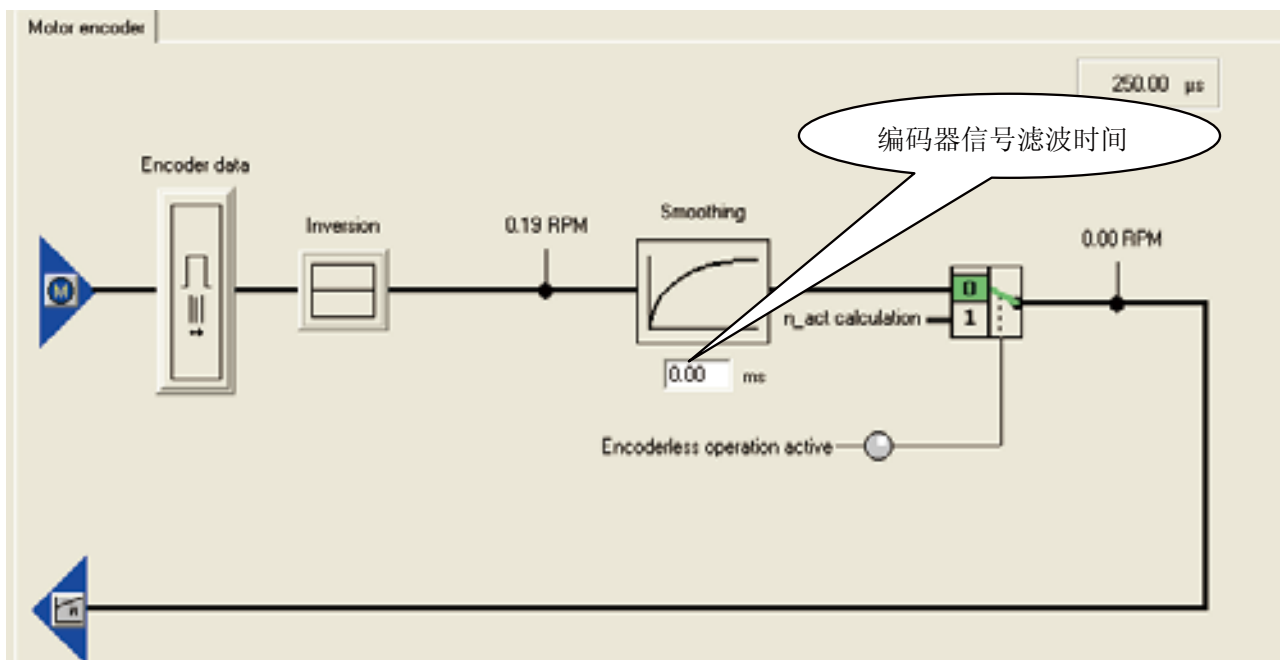 Motor encoder
250.00 µs
编码器信号滤波时间
Encoder data
Inversion
0.19 RPM
Smoothing
0.00 RPM
M
0
n_act calculation
1
0.00 ms
Encoderless operation active
n